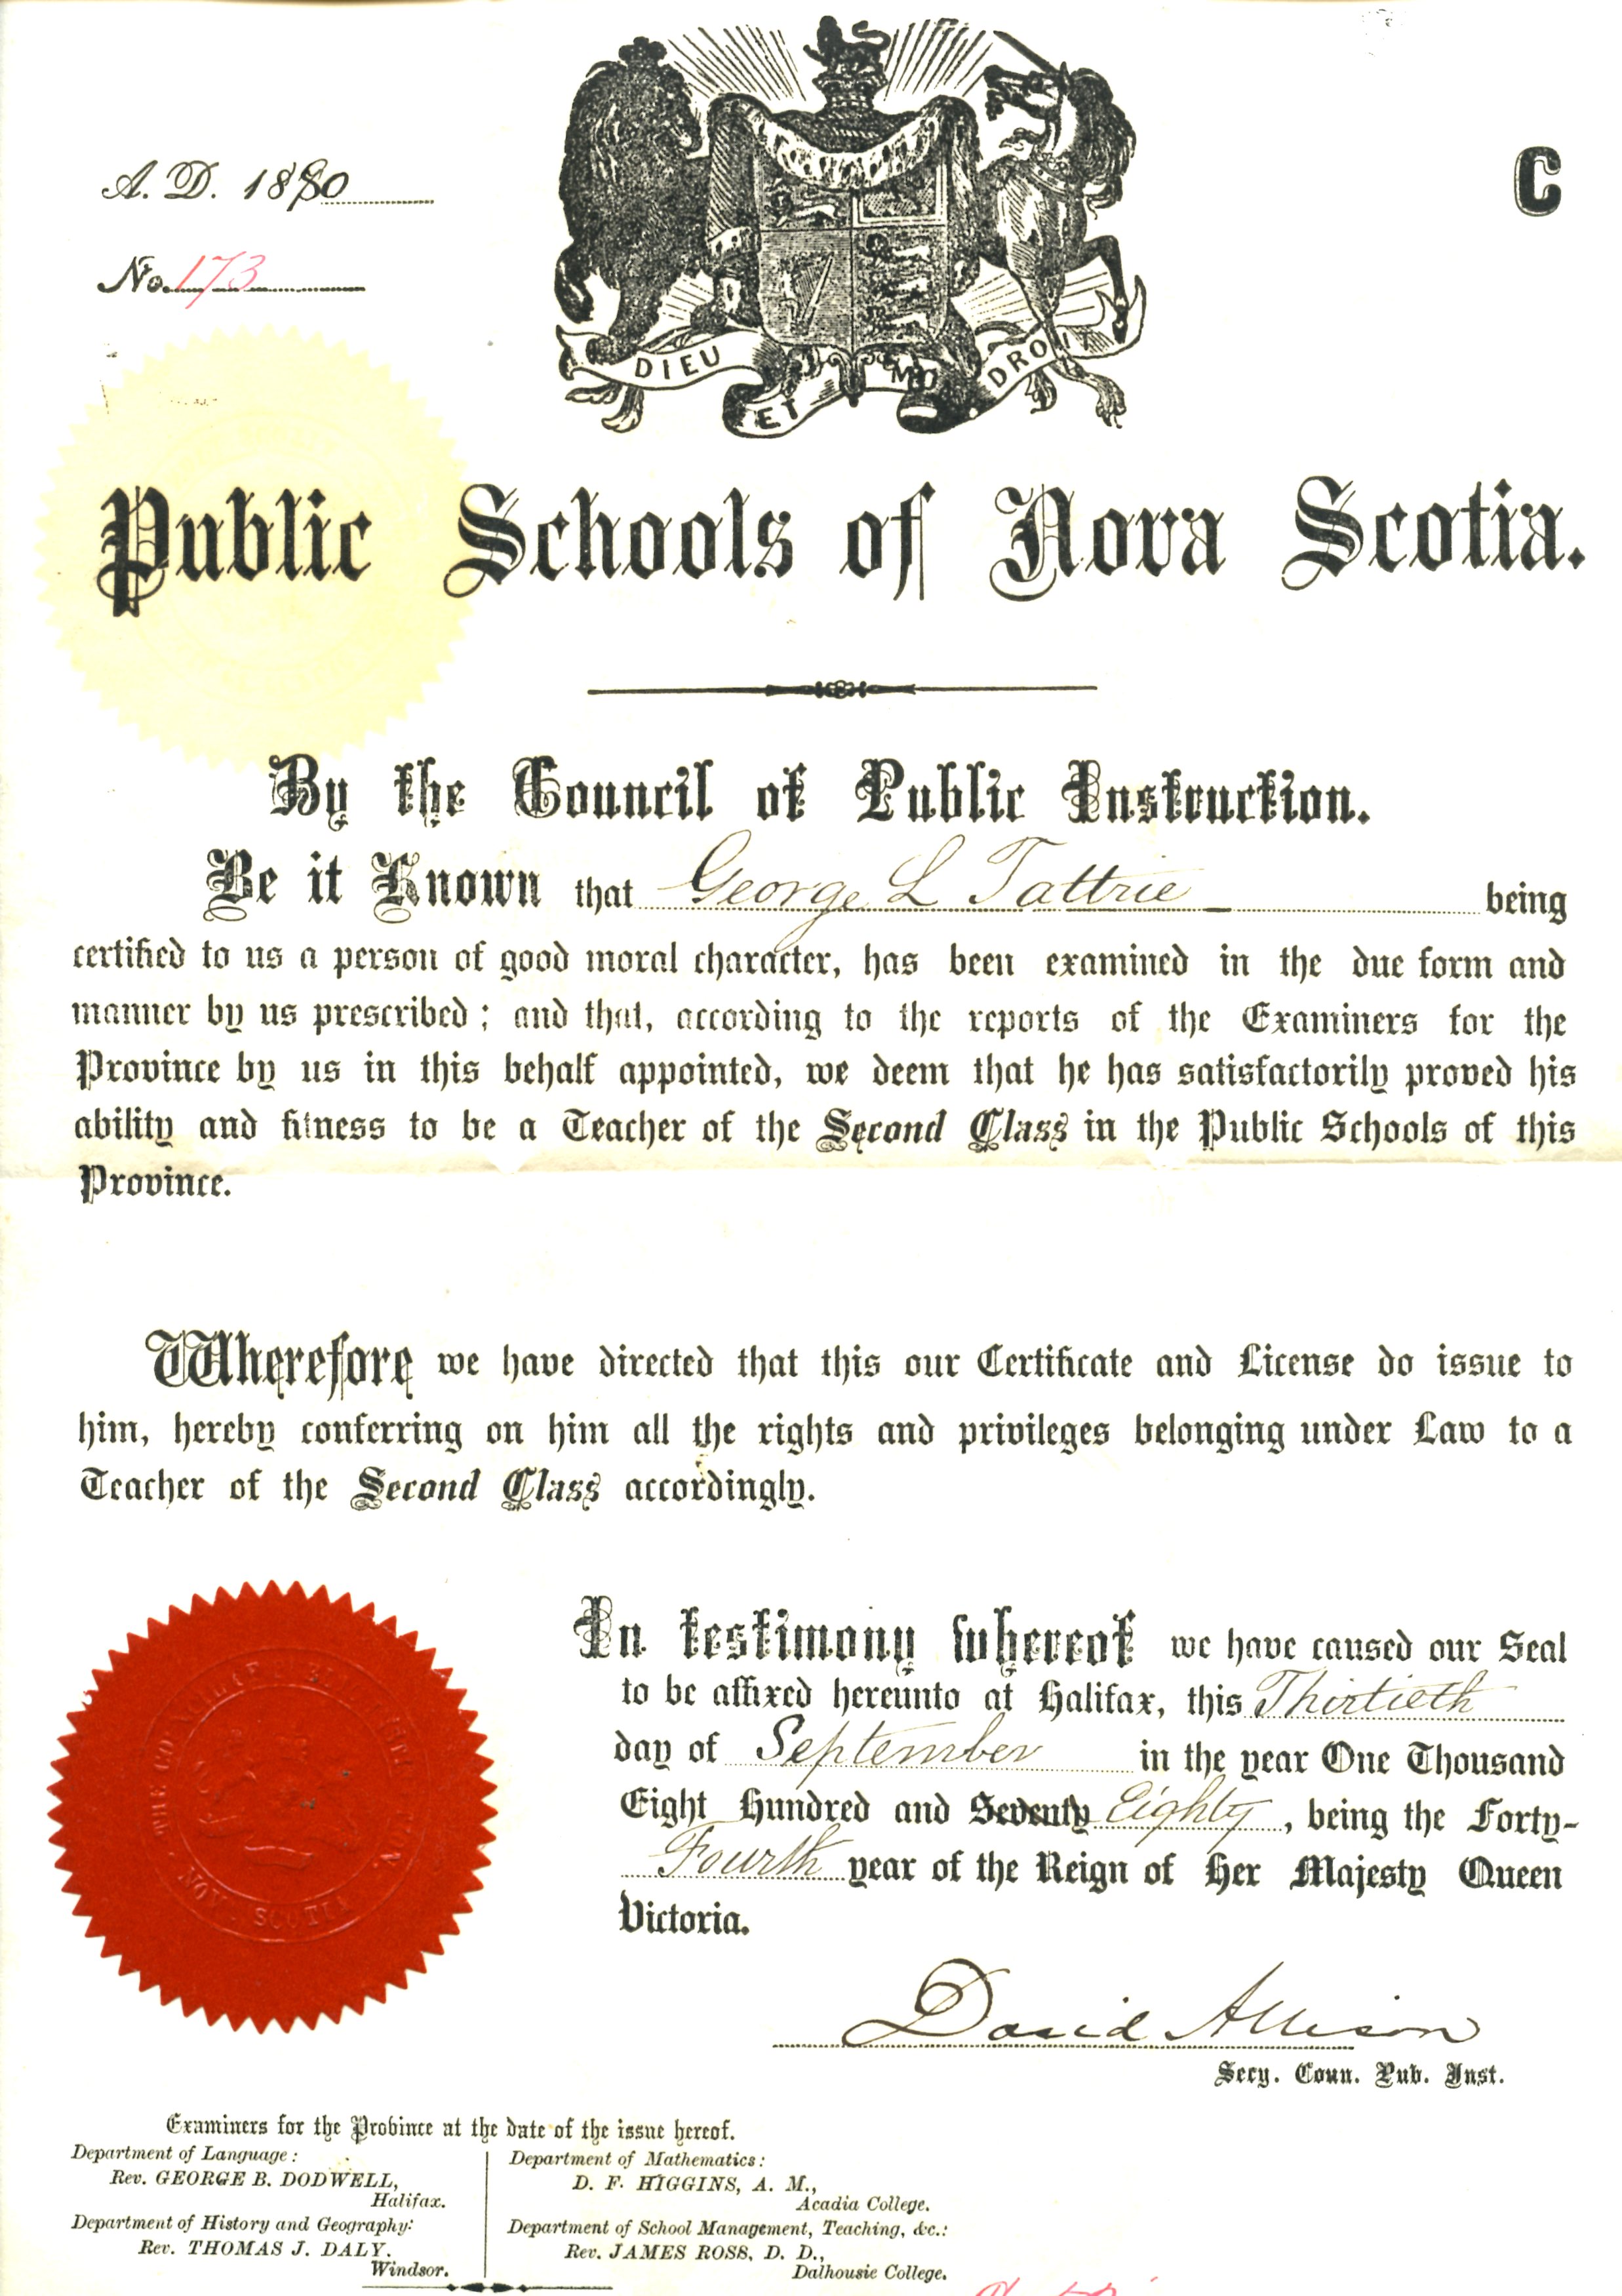 A. D. 1880
No. 173
C
DIEU ET MON DROIT
Public Schools of Nova Scotia.
By the Council of Public Instruction.
Be it Known that George L Tattrie being
certified to us a person of good moral character, has been examined in the due form and
manner by us prescribed; and that, according to the reports of the Examiners for the
Province by us in this behalf appointed, we deem that he has satisfactorily proved his
ability and fitness to be a Teacher of the Second Class in the Public Schools of this
Province.
Wherefore we have directed that this our Certificate and License do issue to
him, hereby conferring on him all the rights and privileges belonging under Law to a
Teacher of the Second Class accordingly.
THE COUNCIL OF PUBLIC INSTRUCTION
NOVA SCOTIA
In testimony whereof we have caused our Seal
to be affixed hereunto at Halifax, this Thirtieth
day of September in the year One Thousand
Eight Hundred and Seventy Eighty, being the Forty-
Fourth year of the Reign of Her Majesty Queen
Victoria.
David Allison
Secy. Coun. Pub. Inst.
Examiners for the Province at the date of the issue hereof.
Department of Language:
Rev. GEORGE B. DODWELL,
Halifax.
Department of History and Geography:
Rev. THOMAS J. DALY.
Windsor.
Department of Mathematics:
D. F. HIGGINS, A. M.,
Acadia College.
Department of School Management, Teaching, &c.:
Rev. JAMES ROSS, D. D.,
Dalhousie College.